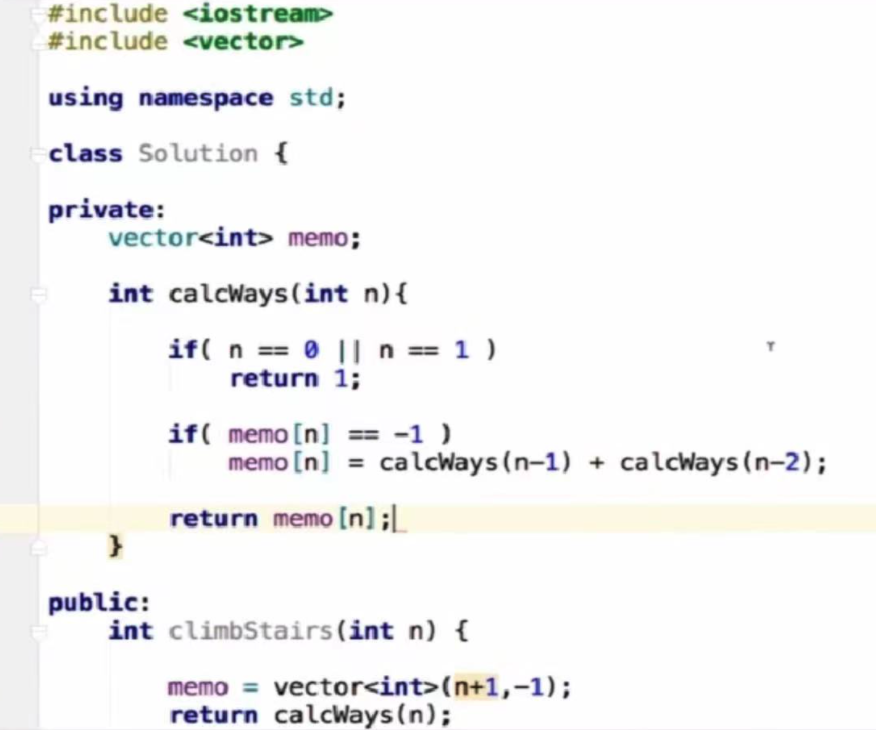 #include <iostream>
#include <vector>
using namespace std;
class Solution {
private:
    vector<int> memo;
    int calcWays(int n){
        if( n == 0 || n == 1 )
            return 1;
        if( memo[n] == -1 )
            memo[n] = calcWays(n-1) + calcWays(n-2);
        return memo[n];
    }
public:
    int climbStairs(int n) {
        memo = vector<int>(n+1,-1);
        return calcWays(n);